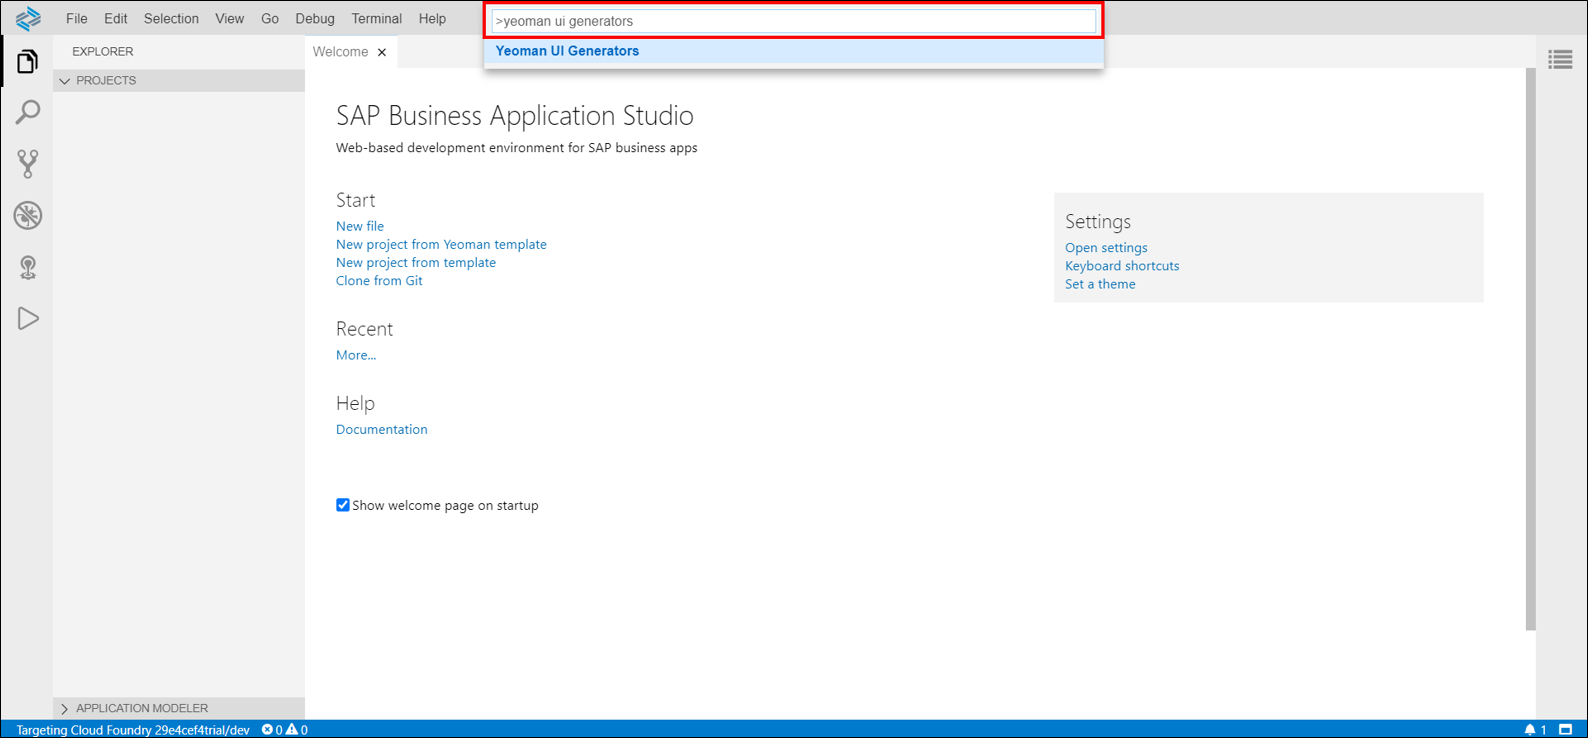 File Edit Selection View Go Debug Terminal Help
>yeoman ui generators
Yeoman UI Generators
EXPLORER
PROJECTS
Welcome
SAP Business Application Studio
Web-based development environment for SAP business apps
Start
New file
New project from Yeoman template
New project from template
Clone from Git
Recent
More...
Help
Documentation
Show welcome page on startup
Settings
Open settings
Keyboard shortcuts
Set a theme
APPLICATION MODELER
Targeting Cloud Foundry 29e4cef4trial/dev 0 0 1